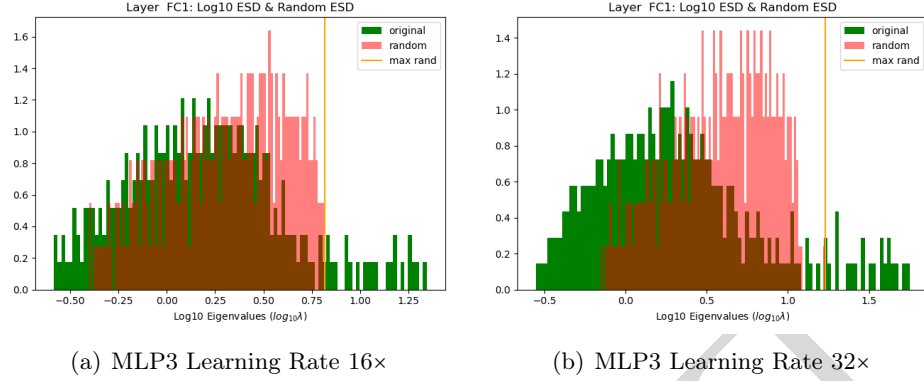 Layer FC1: Log10 ESD & Random ESD
original
random
max rand
1.6
1.4
1.2
1.0
0.8
0.6
0.4
0.2
0.0
−0.50 −0.25 0.00 0.25 0.50 0.75 1.00 1.25
Log10 Eigenvalues (log10λ)
(a) MLP3 Learning Rate 16×
Layer FC1: Log10 ESD & Random ESD
original
random
max rand
1.4
1.2
1.0
0.8
0.6
0.4
0.2
0.0
−0.5 0.0 0.5 1.0 1.5
Log10 Eigenvalues (log10λ)
(b) MLP3 Learning Rate 32×